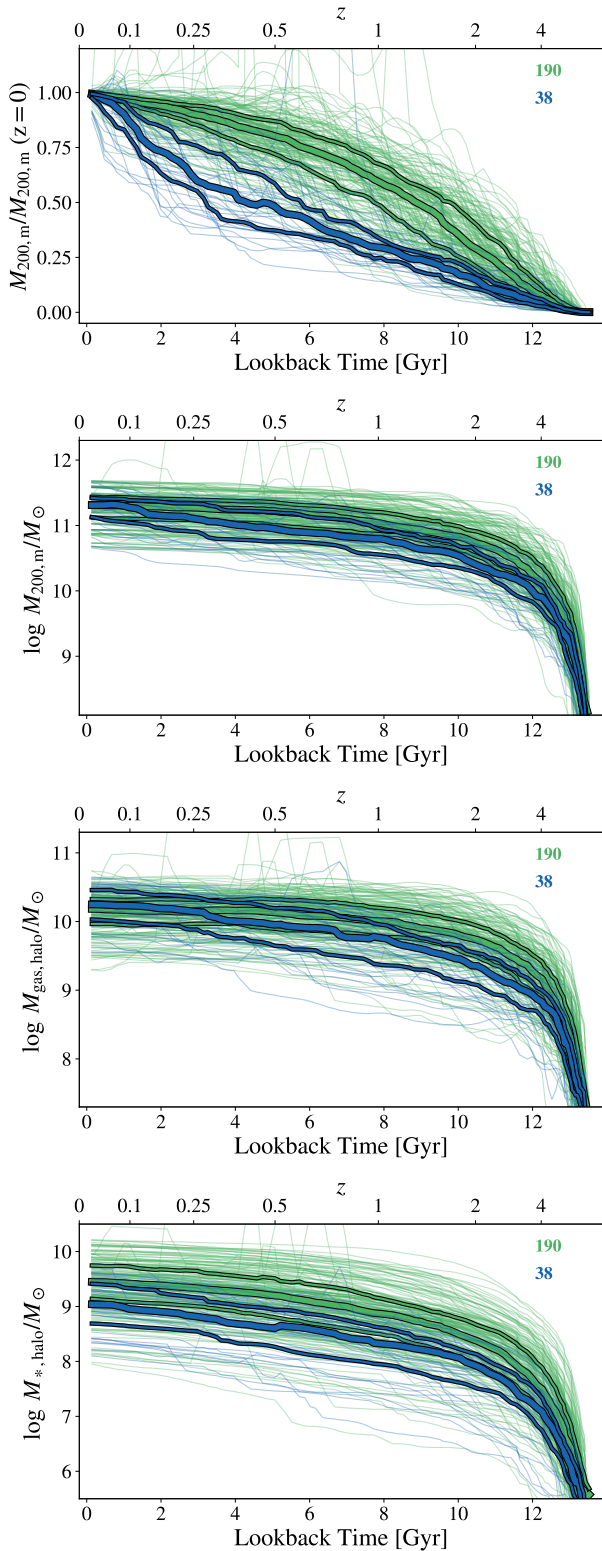 z
0 0.1 0.25 0.5 1 2 4
190
38
1.00
0.75
0.50
0.25
0.00
M200,m/M200,m (z = 0)
0 2 4 6 8 10 12
Lookback Time [Gyr]
z
0 0.1 0.25 0.5 1 2 4
190
38
12
11
10
9
log M200,m/M⊙
0 2 4 6 8 10 12
Lookback Time [Gyr]
z
0 0.1 0.25 0.5 1 2 4
190
38
11
10
9
8
log Mgas,halo/M⊙
0 2 4 6 8 10 12
Lookback Time [Gyr]
z
0 0.1 0.25 0.5 1 2 4
190
38
10
9
8
7
6
log M*,halo/M⊙
0 2 4 6 8 10 12
Lookback Time [Gyr]